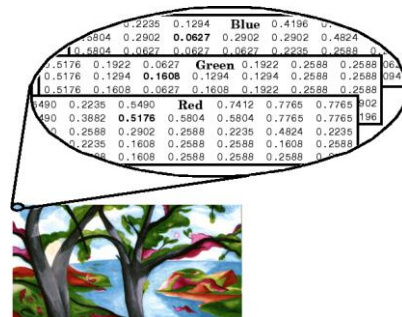 0.2235 0.1294 Blue 0.4196
5804 0.2902 0.0627 0.2902 0.2902 0.4824
0.5804 0.0627 0.0627 0.0627 0.2235 0.2588
.5176 0.1922 0.0627 Green 0.1922 0.2588 0.2588
0.5176 0.1294 0.1608 0.1294 0.1294 0.2588 0.2588
0.5176 0.1608 0.0627 0.1608 0.1922 0.2588 0.2588
5490 0.2235 0.5490 Red 0.7412 0.7765 0.7765 902
490 0.3882 0.5176 0.5804 0.5804 0.7765 0.7765 196
0.2588 0.2902 0.2588 0.2235 0.4824 0.2235
0.2235 0.1608 0.2588 0.2588 0.1608 0.2588
0.1608 0.2588 0.2588 0.2588